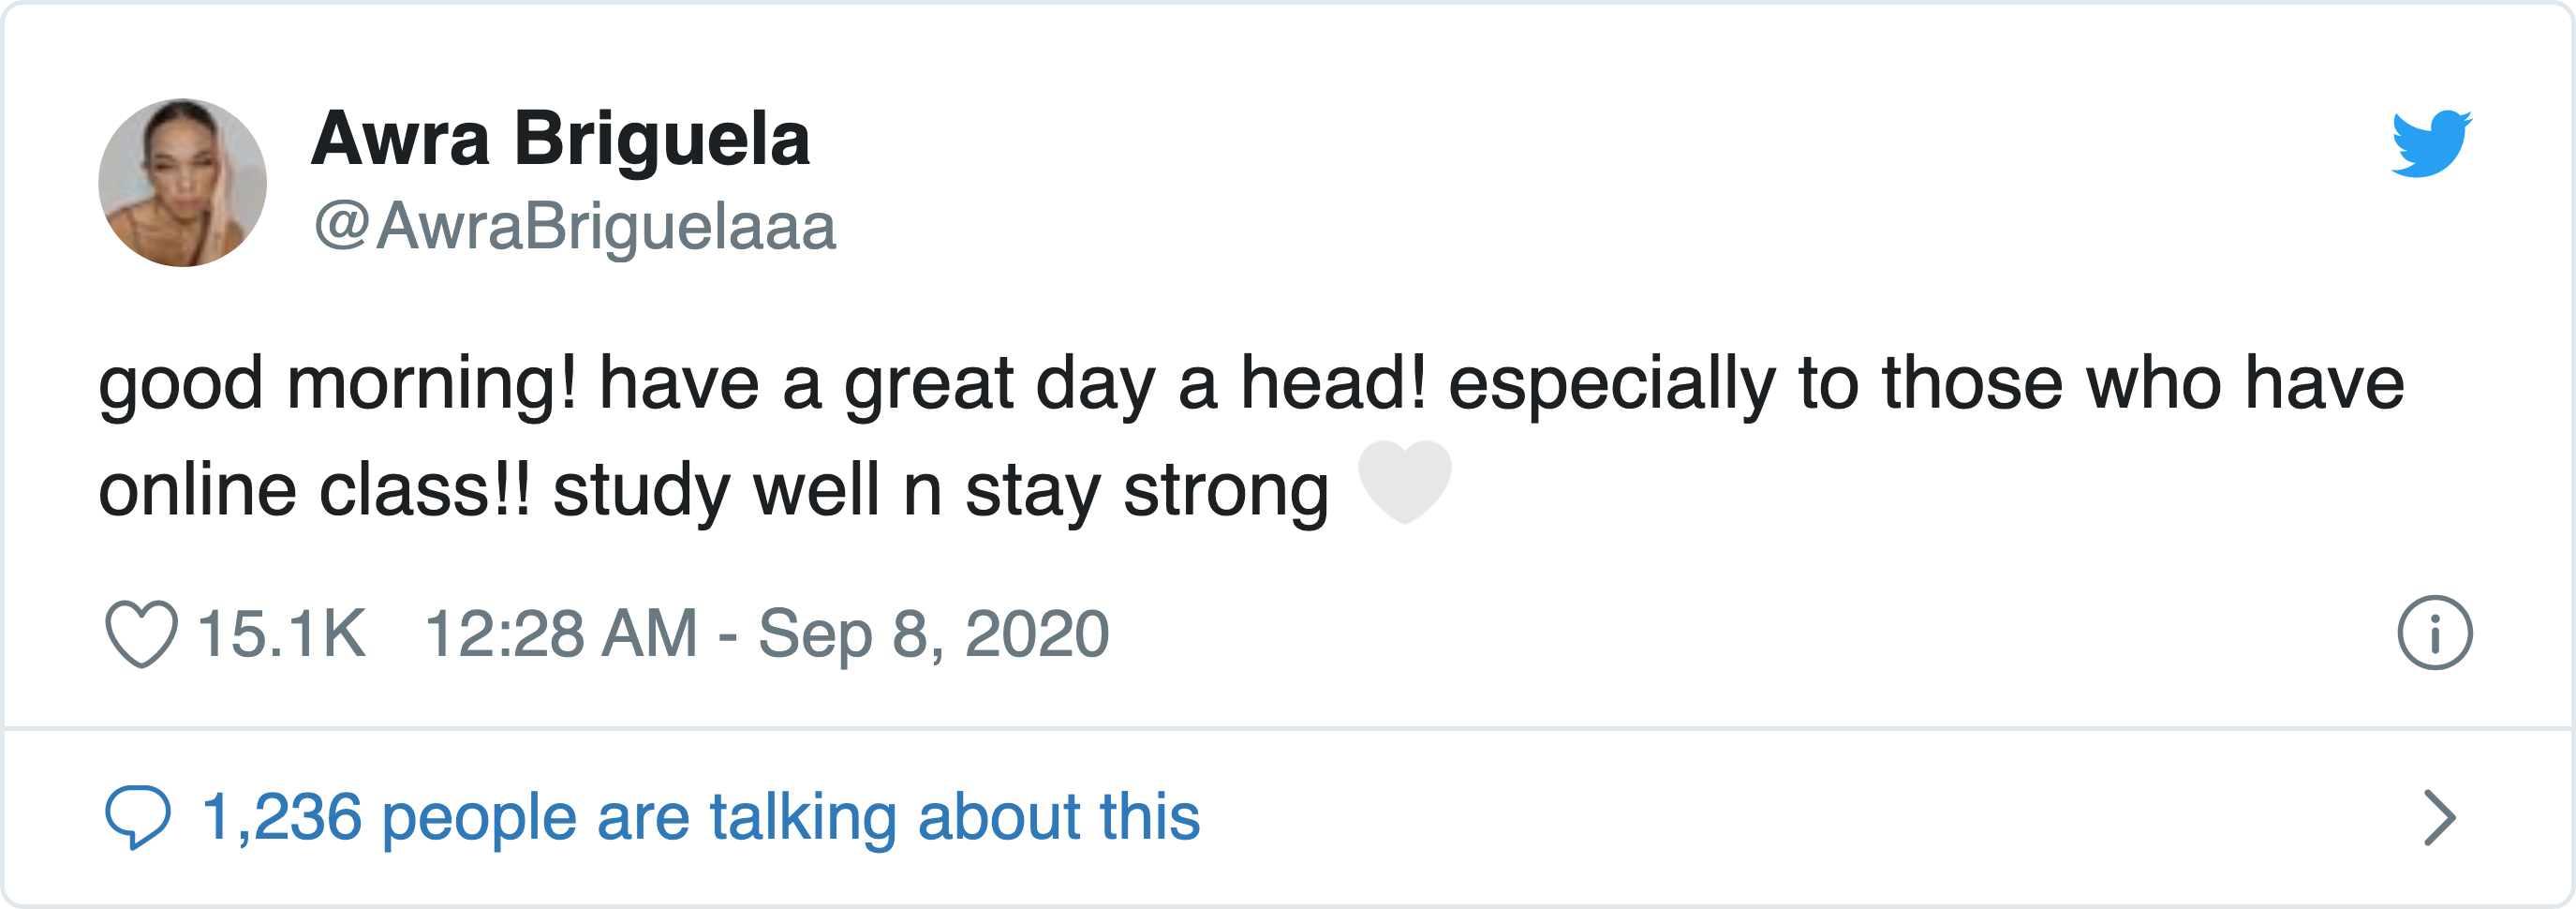 Awra Briguela
@AwraBriguelaaa
good morning! have a great day a head! especially to those who have
online class!! study well n stay strong 🤍
15.1K 12:28 AM - Sep 8, 2020
1,236 people are talking about this